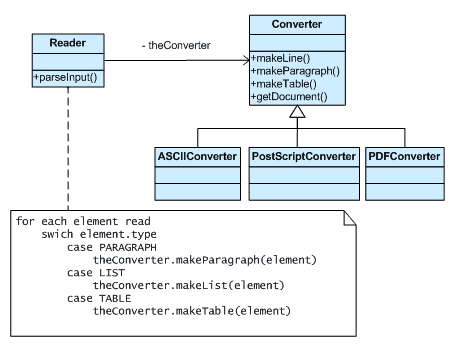 Converter
Reader
- theConverter
+makeLine()
+makeParagraph()
+makeTable()
+getDocument()
+parseInput()
ASCIIConverter
PostScriptConverter
PDFConverter
for each element read
swich element.type
case PARAGRAPH
theConverter.makeParagraph(element)
case LIST
theConverter.makeList(element)
case TABLE
theConverter.makeTable(element)